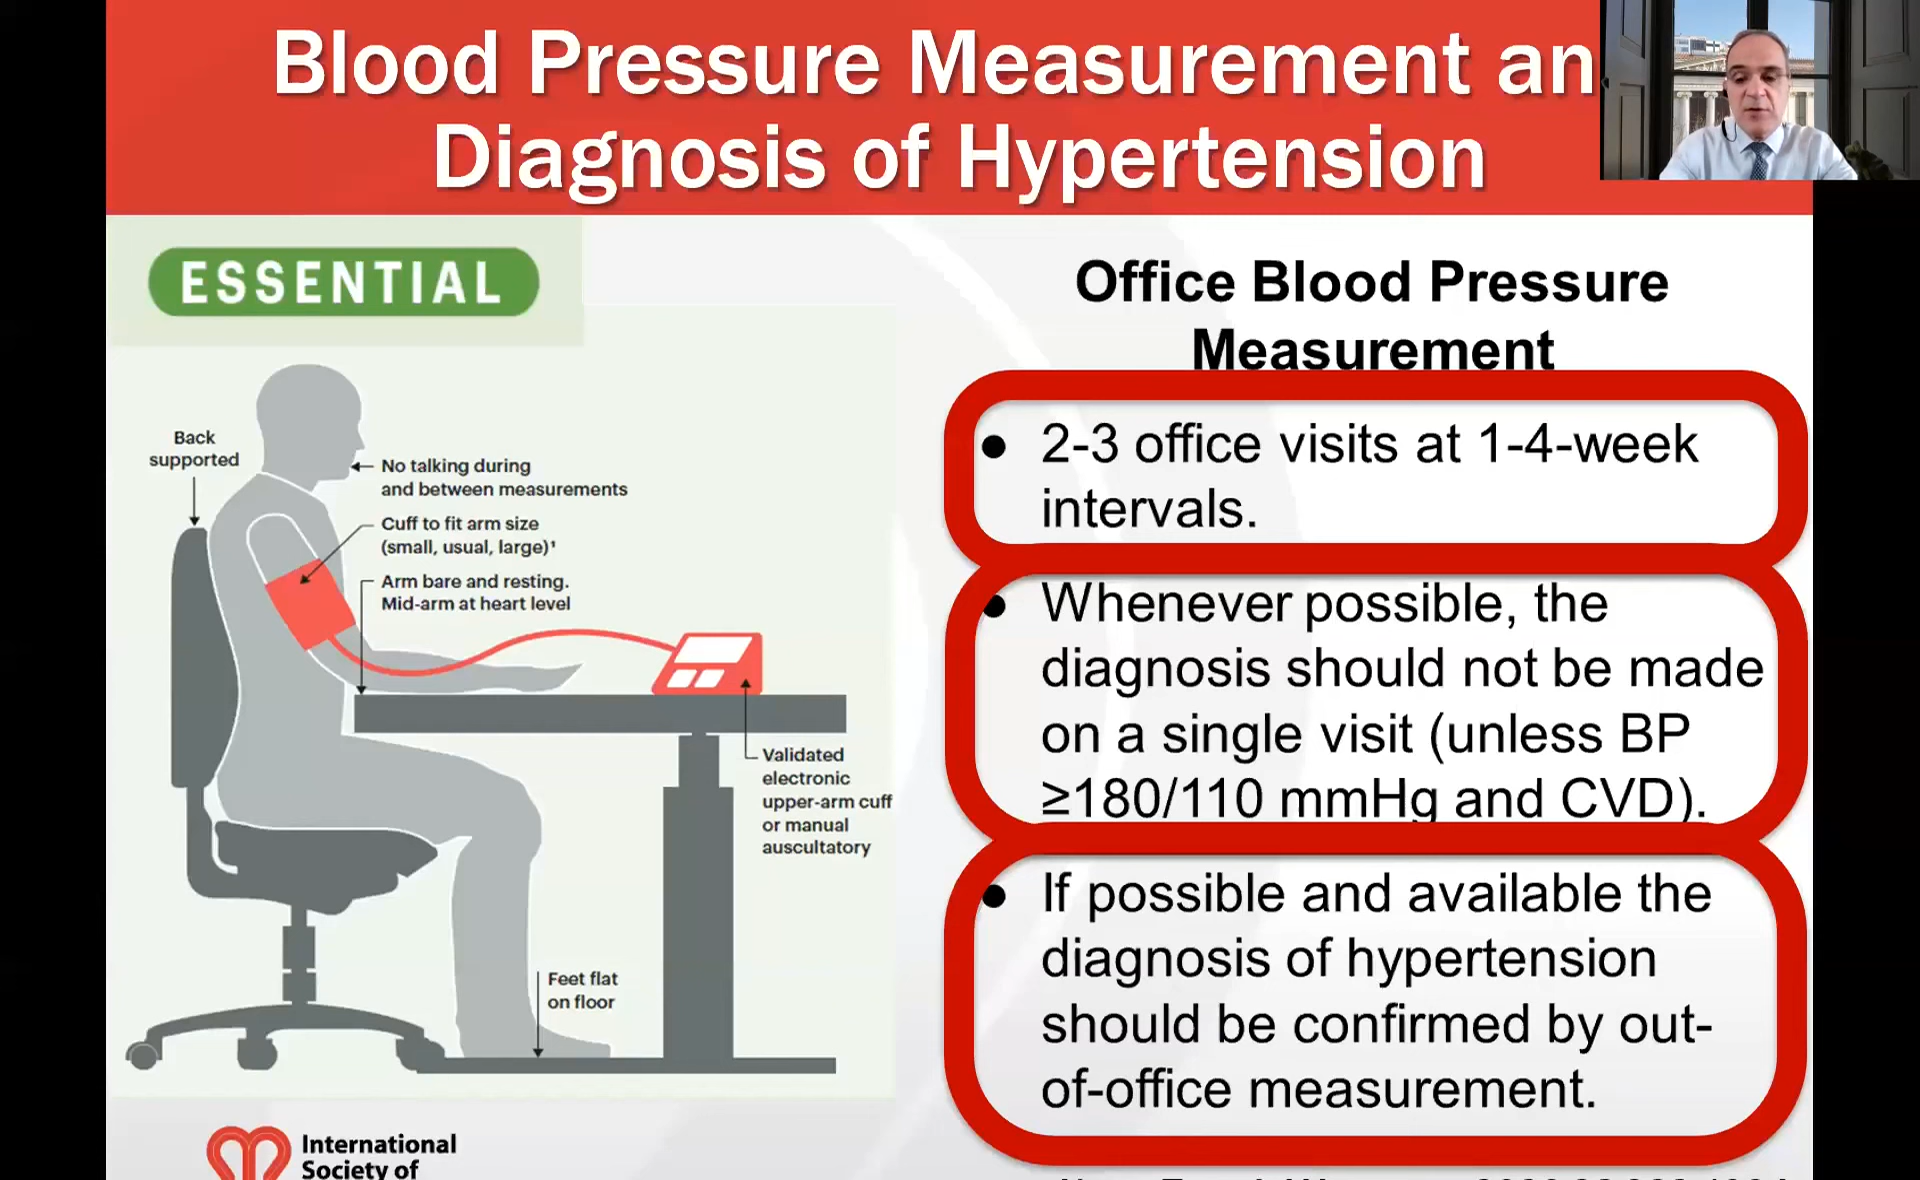 Blood Pressure Measurement an
Diagnosis of Hypertension
ESSENTIAL
Back
supported
No talking during
and between measurements
Cuff to fit arm size
(small, usual, large)¹
Arm bare and resting.
Mid-arm at heart level
Validated
electronic
upper-arm cuff
or manual
auscultatory
Feet flat
on floor
International
Society of
Office Blood Pressure
Measurement
● 2-3 office visits at 1-4-week
intervals.
● Whenever possible, the
diagnosis should not be made
on a single visit (unless BP
≥180/110 mmHg and CVD).
● If possible and available the
diagnosis of hypertension
should be confirmed by out-
of-office measurement.